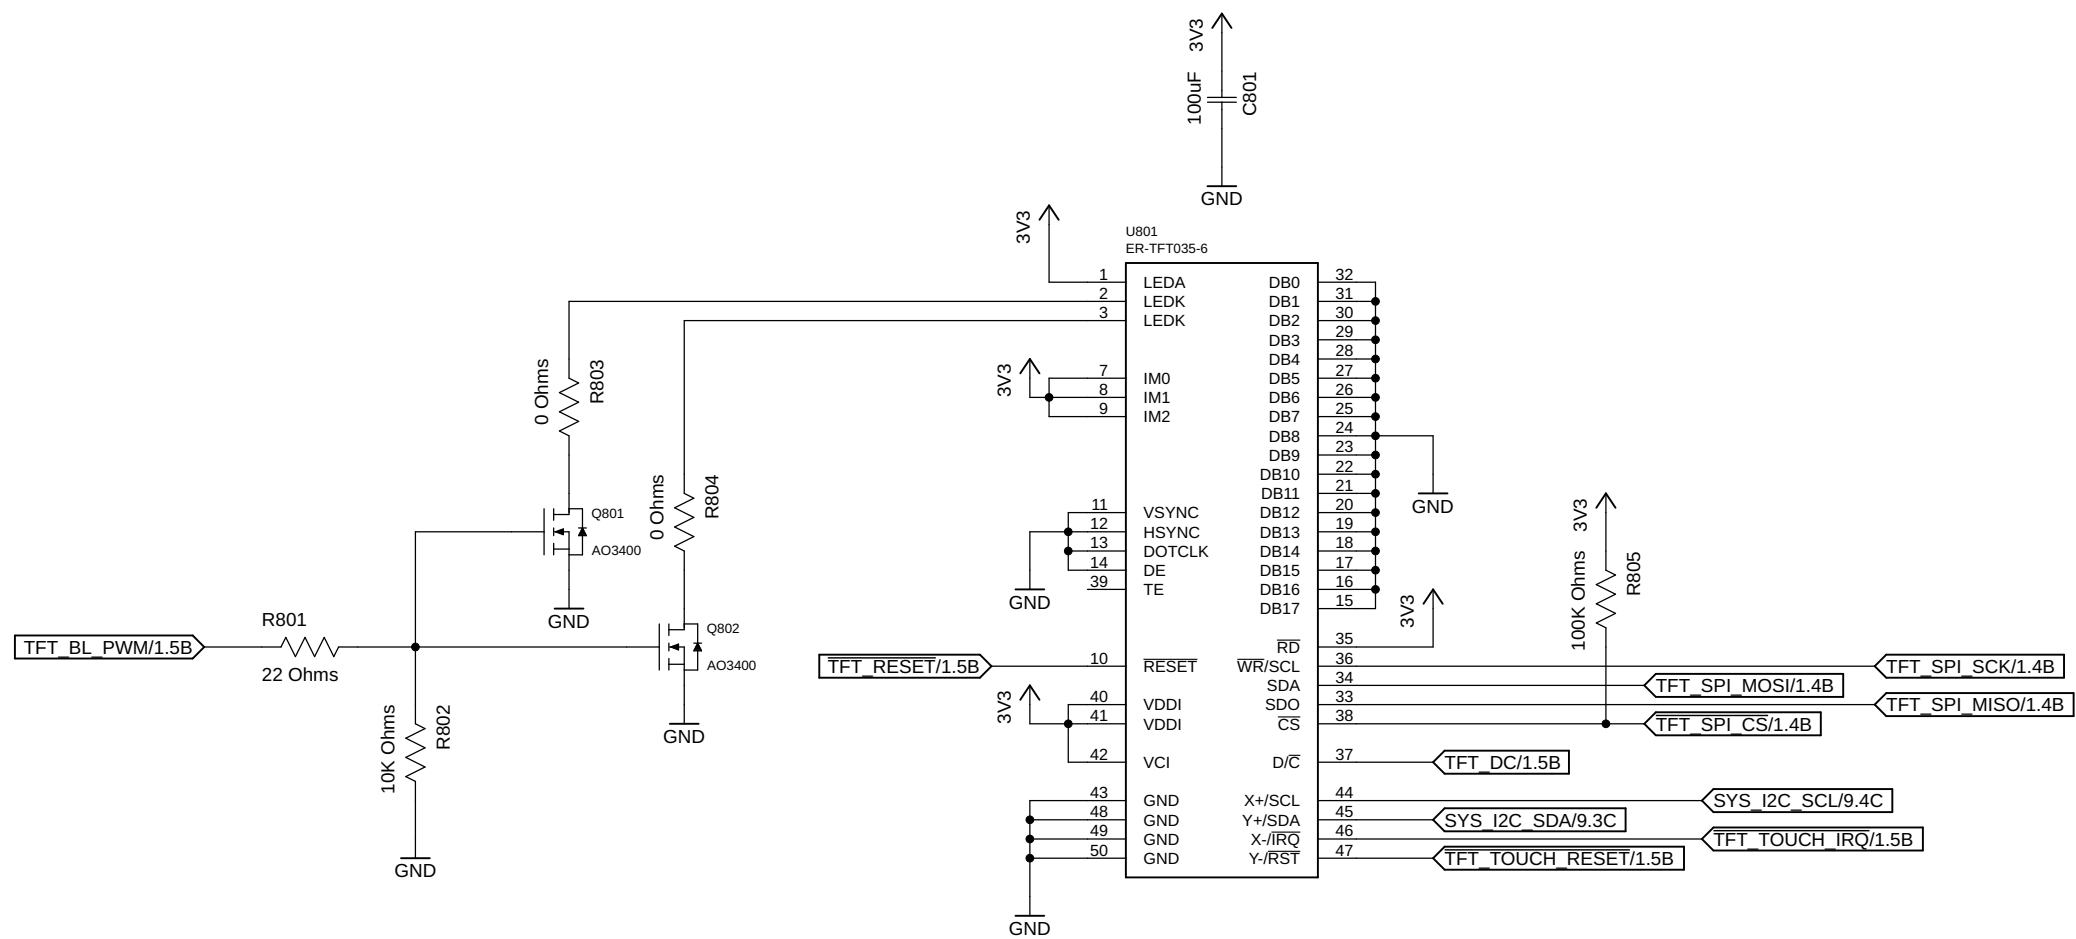 3V3
100uF
C801
GND
3V3
U801
ER-TFT035-6
1 LEDA DB0 32
2 LEDK DB1 31
3 LEDK DB2 30
DB3 29
DB4 28
3V3
7 IM0 DB5 27
8 IM1 DB6 26
9 IM2 DB7 25
DB8 24
DB9 23
DB10 22
DB11 21
GND
11 VSYNC DB12 20
12 HSYNC DB13 19
13 DOTCLK DB14 18
14 DE DB15 17
39 TE DB16 16
DB17 15
GND
0 Ohms
R803
0 Ohms
R804
Q801
AO3400
GND
Q802
AO3400
GND
R801
TFT_BL_PWM/1.5B
22 Ohms
10K Ohms
R802
GND
3V3
RD 35
3V3
100K Ohms
R805
TFT_RESET/1.5B 10 RESET WR/SCL 36 TFT_SPI_SCK/1.4B
SDA 34 TFT_SPI_MOSI/1.4B
3V3
40 VDDI SDO 33 TFT_SPI_MISO/1.4B
41 VDDI CS 38 TFT_SPI_CS/1.4B
42 VCI D/C 37 TFT_DC/1.5B
43 GND X+/SCL 44 SYS_I2C_SCL/9.4C
48 GND Y+/SDA 45 SYS_I2C_SDA/9.3C
49 GND X-/IRQ 46 TFT_TOUCH_IRQ/1.5B
50 GND Y-/RST 47 TFT_TOUCH_RESET/1.5B
GND